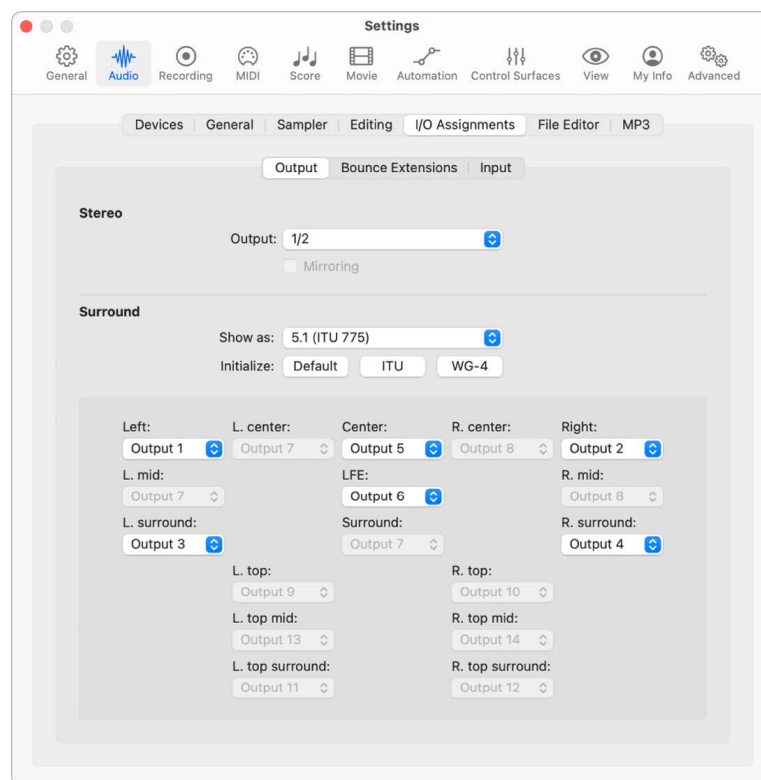 Settings
General Audio Recording MIDI Score Movie Automation Control Surfaces View My Info Advanced
Devices General Sampler Editing I/O Assignments File Editor MP3
Output Bounce Extensions Input
Stereo
Output: 1/2
Mirroring
Surround
Show as: 5.1 (ITU 775)
Initialize: Default ITU WG-4
Left: L. center: Center: R. center: Right:
Output 1 Output 7 Output 5 Output 8 Output 2
L. mid: LFE: R. mid:
Output 7 Output 6 Output 8
L. surround: Surround: R. surround:
Output 3 Output 7 Output 4
L. top: R. top:
Output 9 Output 10
L. top mid: R. top mid:
Output 13 Output 14
L. top surround: R. top surround:
Output 11 Output 12